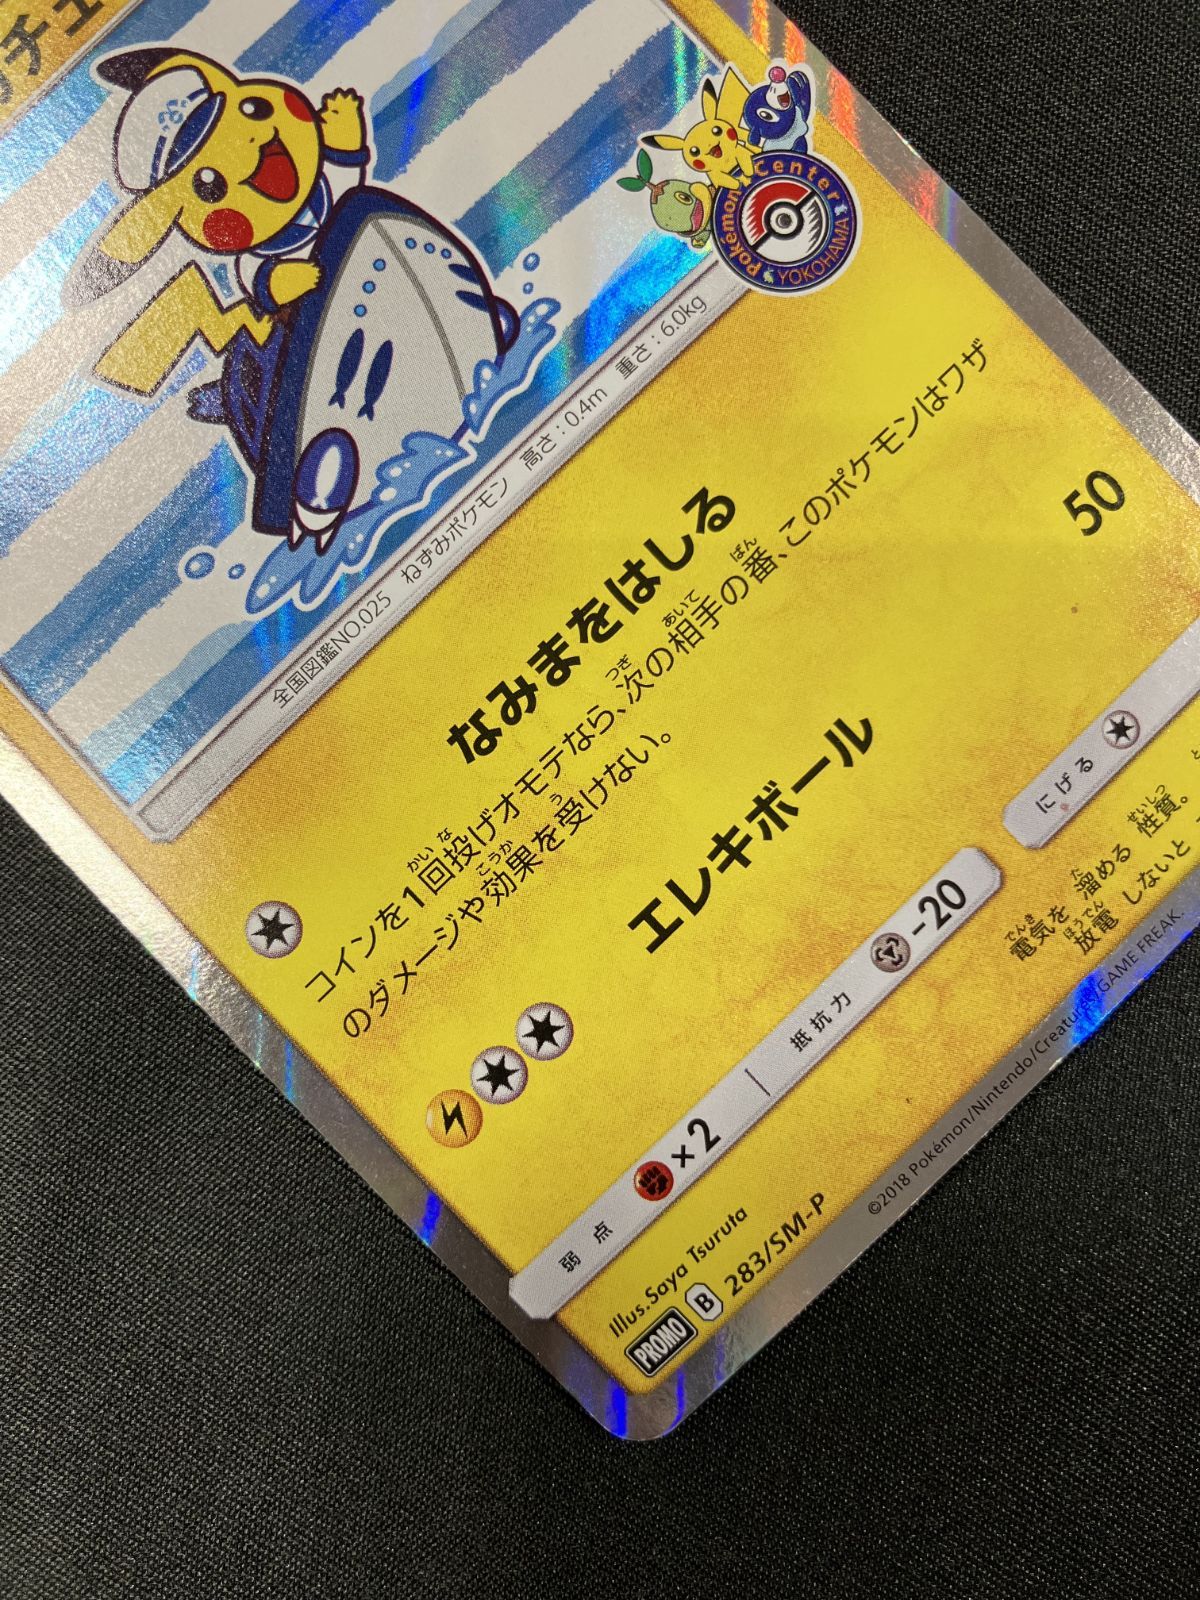 ッチュ
Pokémon Center
YOKOHAMA
全国図鑑NO.025 ねずみポケモン 高さ:0.4m 重さ:6.0kg
なみまをはしる
コインを1回投げオモテなら、次の相手の番、このポケモンはワザ
のダメージや効果を受けない。
エレキボール 50
弱点 ×2 抵抗力 -20 にげる
Illus.Saya Tsuruta
PROMO B 283/SM-P
電気を 溜める 性質。
放電 しないと
©2018 Pokémon/Nintendo/Creatures/GAME FREAK.